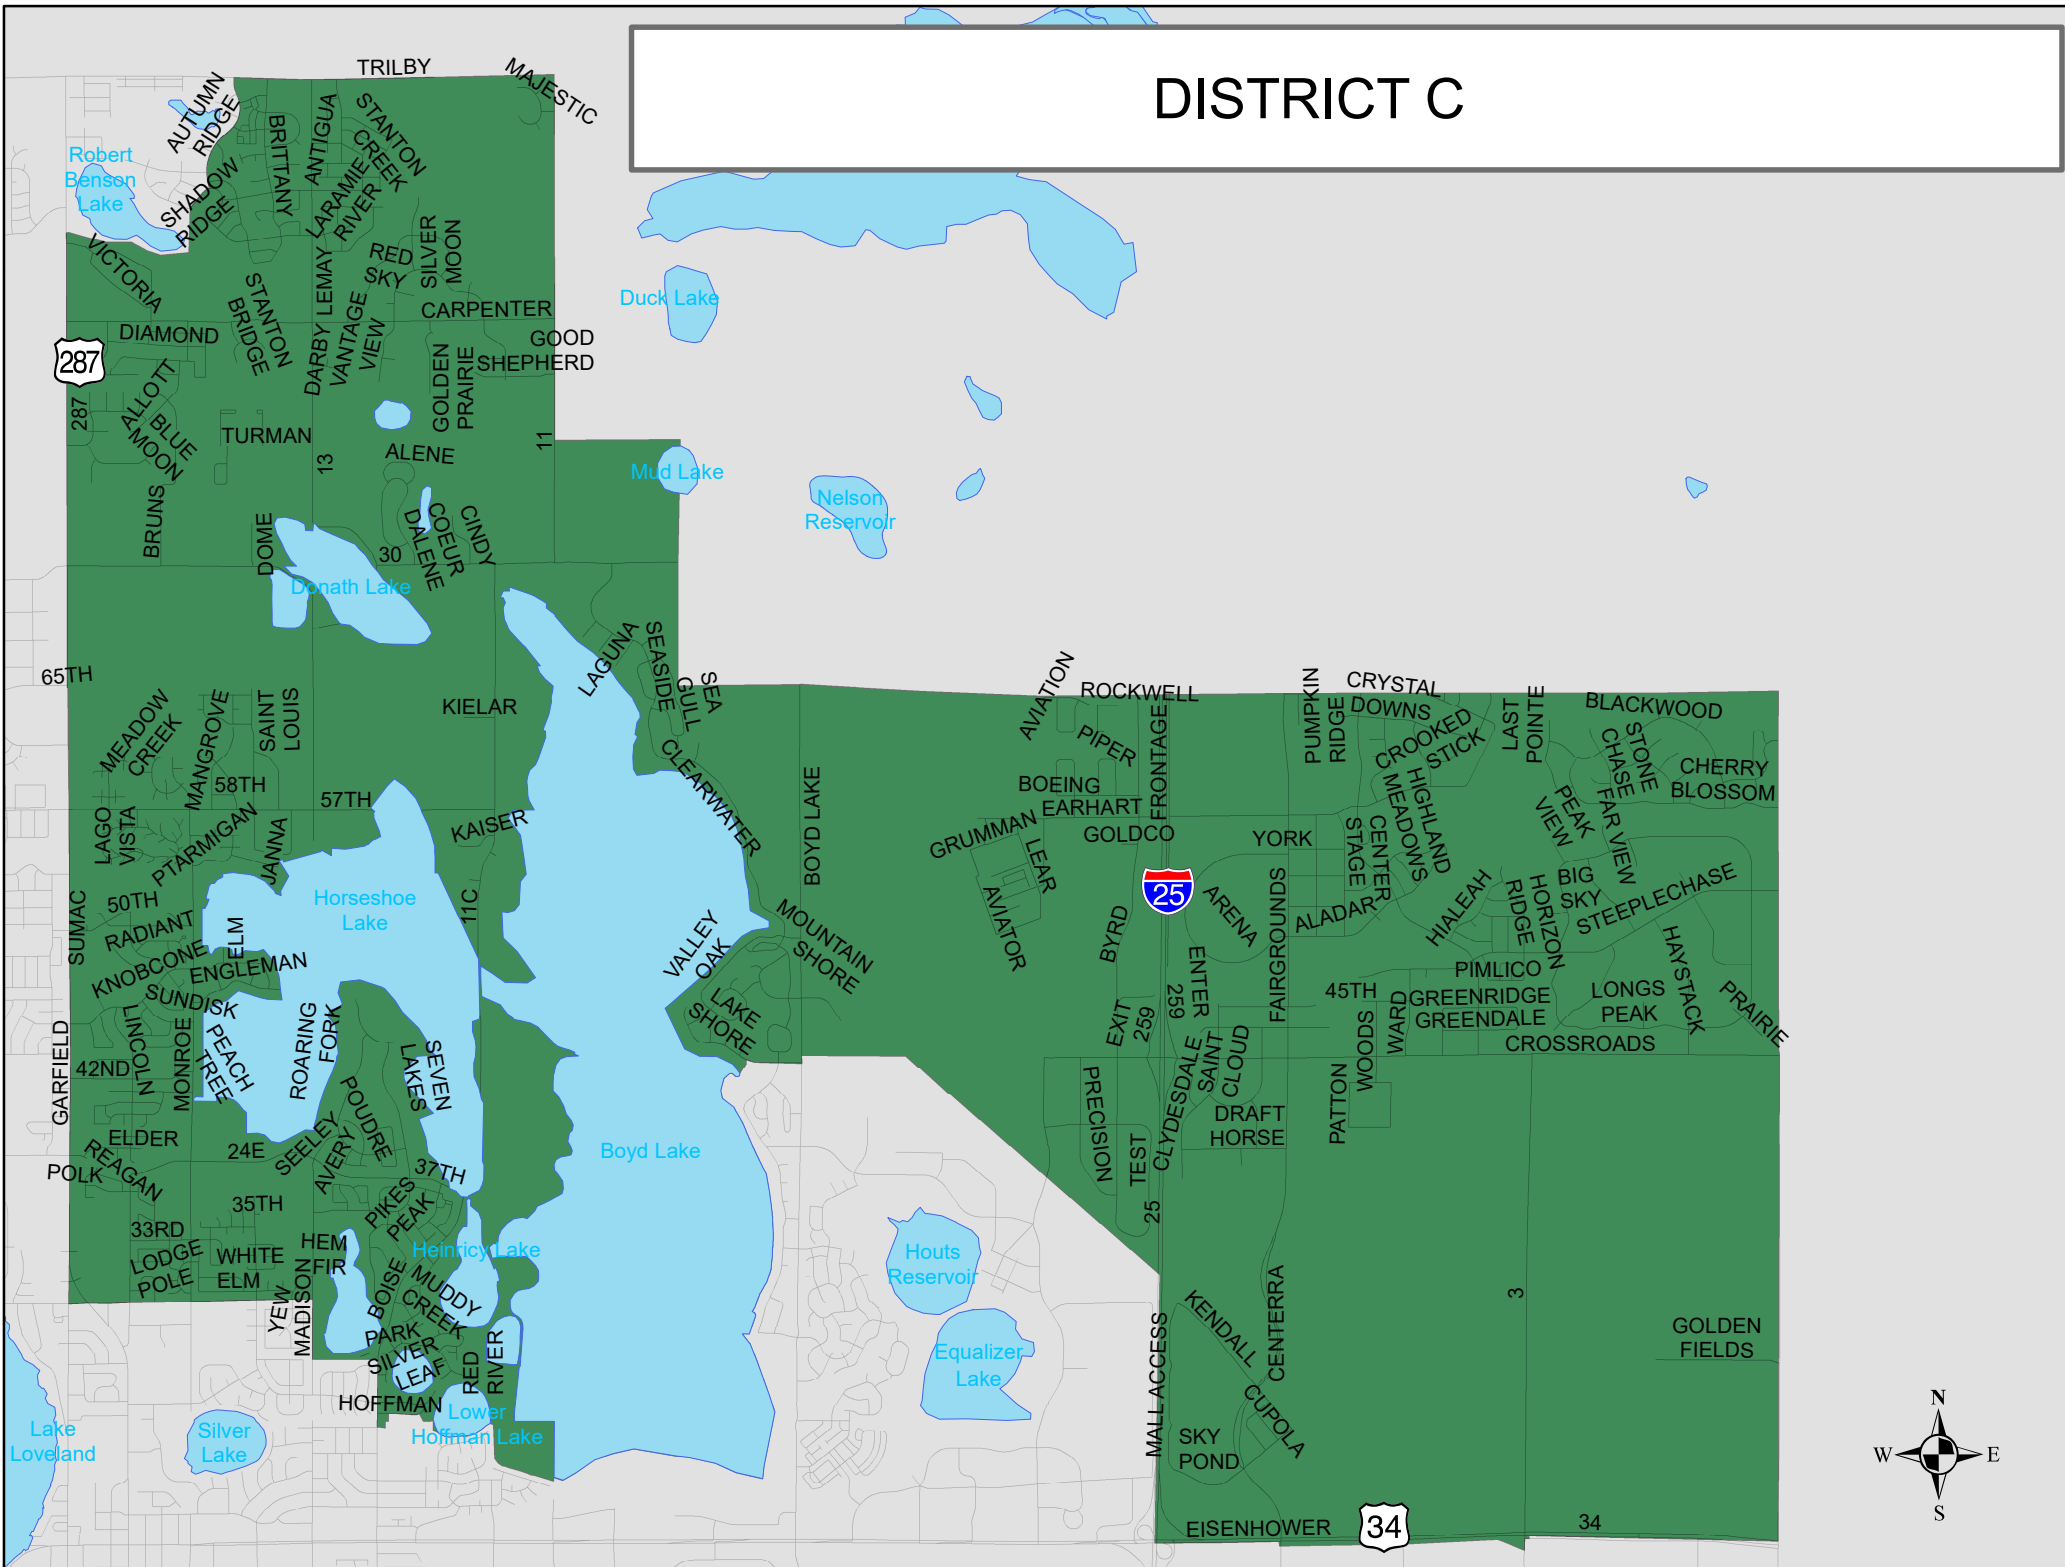 DISTRICT C
TRILBY
MAJESTIC
AUTUMN
RIDGE
BRITTANY
ANTIGUA
STANTON
CREEK
Robert
Benson
Lake
SHADOW
RIDGE
LARAMIE
RIVER
VICTORIA
RED
SKY
SILVER
MOON
Duck Lake
STANTON
BRIDGE
DARBY LEMAY
VANTAGE
VIEW
CARPENTER
DIAMOND
GOOD
SHEPHERD
287
287
ALLOTT
BLUE
MOON
GOLDEN
PRAIRIE
TURMAN
13
ALENE
11
Mud Lake
Nelson
Reservoir
BRUNS
DOME
30
COEUR
DALENE
CINDY
Donath Lake
LAGUNA
SEASIDE
SEA
GULL
65TH
MEADOW
CREEK
MANGROVE
SAINT
LOUIS
KIELAR
AVIATION
ROCKWELL
PUMPKIN
RIDGE
CRYSTAL
DOWNS
LAST
POINTE
BLACKWOOD
PIPER
FRONTAGE
CROOKED
STICK
STONE
CHASE
CHERRY
BLOSSOM
CLEARWATER
58TH
57TH
BOYD LAKE
BOEING
EARHART
HIGHLAND
MEADOWS
PEAK
VIEW
FAR VIEW
LAGO
VISTA
PTARMIGAN
JANNA
KAISER
GRUMMAN
LEAR
GOLDCO
YORK
STAGE
CENTER
SUMAC
50TH
RADIANT
Horseshoe
Lake
11C
AVIATOR
25
BYRD
ARENA
FAIRGROUNDS
ALADAR
HIALEAH
HORIZON
RIDGE
BIG
SKY
STEEPLECHASE
KNOBCONE
ELM
ENGLEMAN
SUNDISK
VALLEY
OAK
MOUNTAIN
SHORE
ENTER
259
PIMLICO
HAYSTACK
PRAIRIE
LAKE
SHORE
EXIT
259
45TH
WARD
WOODS
GREENRIDGE
GREENDALE
LONGS
PEAK
GARFIELD
LINCOLN
MONROE
PEACH
TREE
ROARING
FORK
SEVEN
LAKES
42ND
CROSSROADS
SAINT
CLOUD
CLYDESDALE
PRECISION
TEST
DRAFT
HORSE
PATTON
ELDER
REAGAN
POLK
24E
SEELEY
AVERY
POUDRE
37TH
Boyd Lake
35TH
33RD
PIKES
PEAK
25
LODGE
POLE
WHITE
ELM
HEM
FIR
Heinricy Lake
Houts
Reservoir
YEW
MADISON
BOISE
MUDDY
CREEK
PARK
SILVER
LEAF
RED
RIVER
Equalizer
Lake
MALL ACCESS
KENDALL
CENTERRA
3
GOLDEN
FIELDS
HOFFMAN
Lower
Hoffman Lake
Lake
Loveland
Silver
Lake
SKY
POND
CUPOLA
EISENHOWER
34
34
N
W
E
S